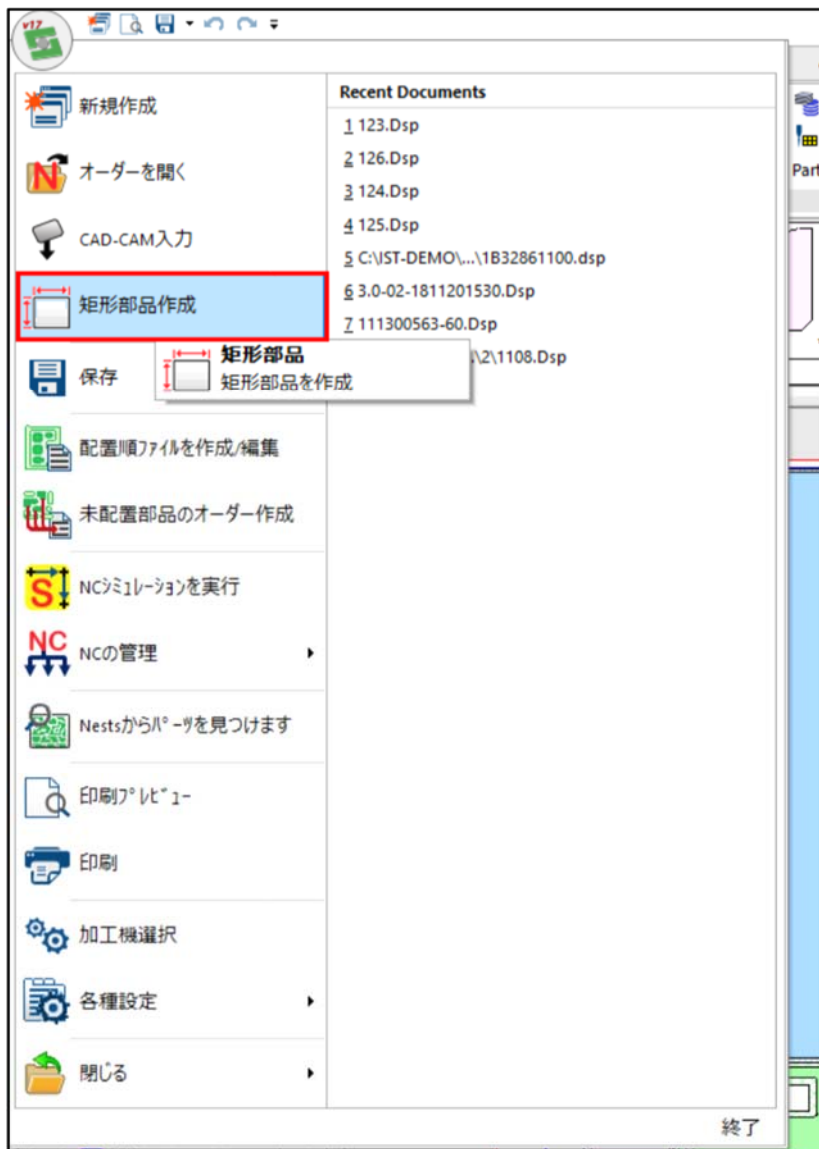 v17
新規作成
オーダーを開く
CAD-CAM入力
矩形部品作成
保存
矩形部品
矩形部品を作成
配置順ﾌｧｲﾙを作成/編集
未配置部品のオーダー作成
NCｼﾐｭﾚｰｼｮﾝを実行
NCの管理
Nestsからﾊﾟｰﾂを見つけます
印刷ﾌﾟﾚﾋﾞｭｰ
印刷
加工機選択
各種設定
閉じる
Recent Documents
1 123.Dsp
2 126.Dsp
3 124.Dsp
4 125.Dsp
5 C:\IST-DEMO\...\1B32861100.dsp
6 3.0-02-1811201530.Dsp
7 111300563-60.Dsp
\2\1108.Dsp
終了
Part